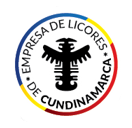 EMPRESA DE LICORES
• DE CUNDINAMARCA •